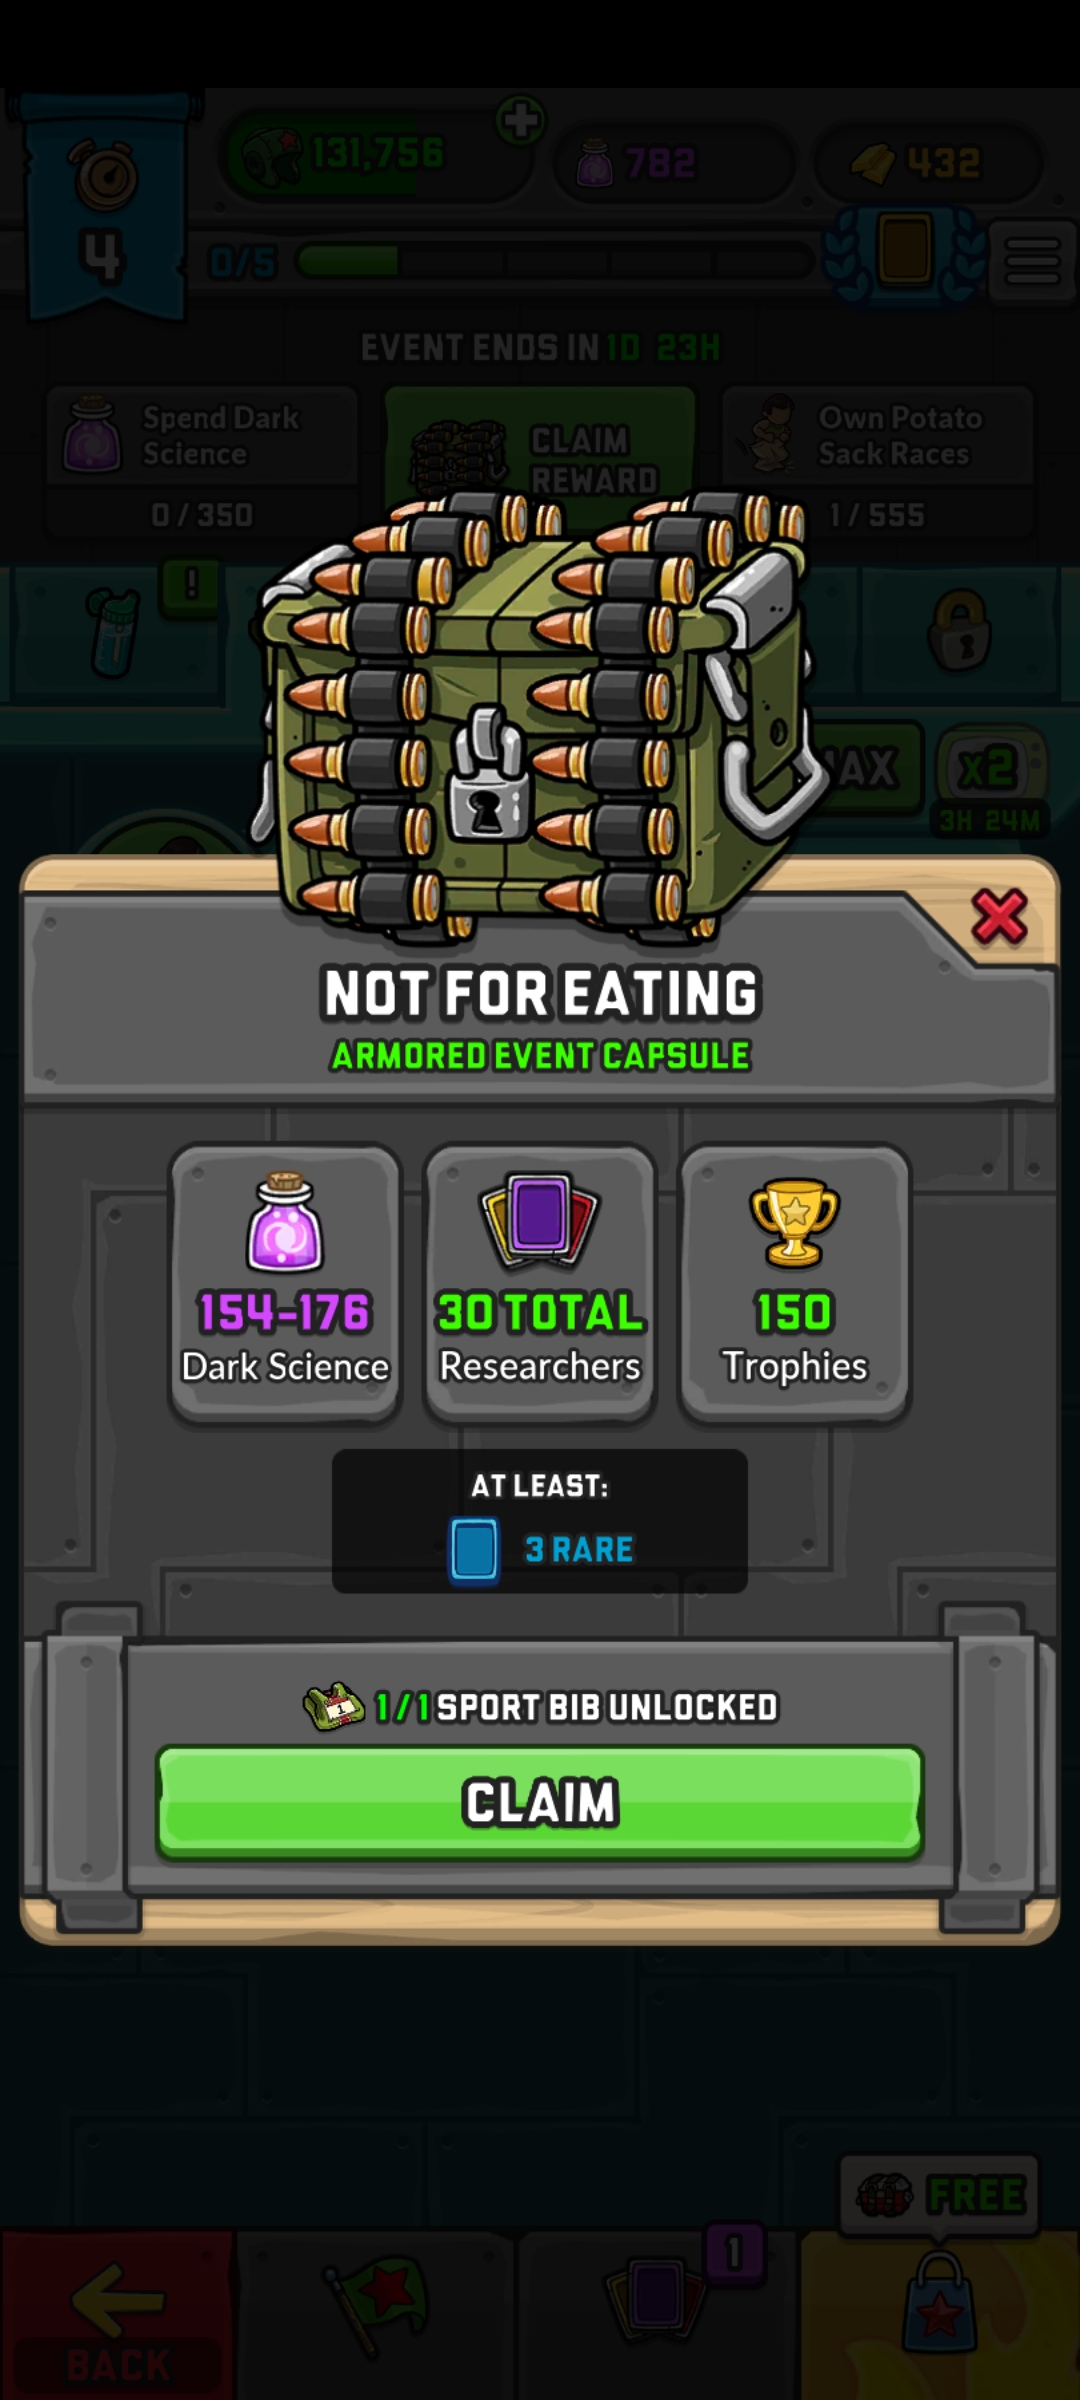 131,756
782
432
4
0/5
EVENT ENDS IN 1D 23H
Spend Dark
Science
0 / 350
CLAIM
REWARD
Own Potato
Sack Races
1 / 555
!
MAX
x2
3H 24M
NOT FOR EATING
ARMORED EVENT CAPSULE
154-176
Dark Science
30 TOTAL
Researchers
150
Trophies
AT LEAST:
3 RARE
1
1/1 SPORT BIB UNLOCKED
CLAIM
FREE
1
BACK